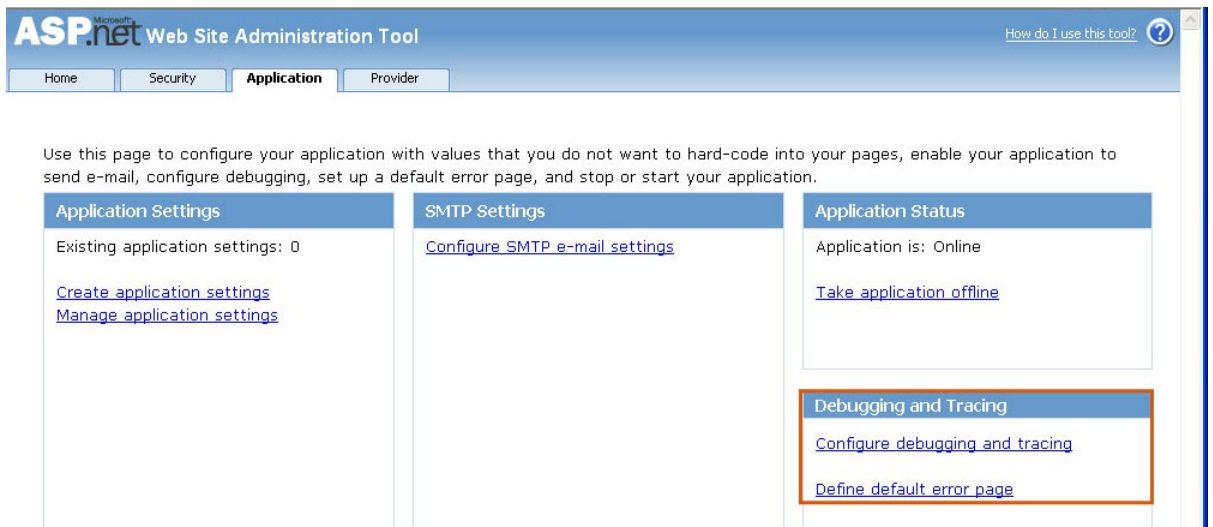 Microsoft
ASP.net Web Site Administration Tool
How do I use this tool? ?
Home Security Application Provider
Use this page to configure your application with values that you do not want to hard-code into your pages, enable your application to
send e-mail, configure debugging, set up a default error page, and stop or start your application.
Application Settings
Existing application settings: 0
Create application settings
Manage application settings
SMTP Settings
Configure SMTP e-mail settings
Application Status
Application is: Online
Take application offline
Debugging and Tracing
Configure debugging and tracing
Define default error page